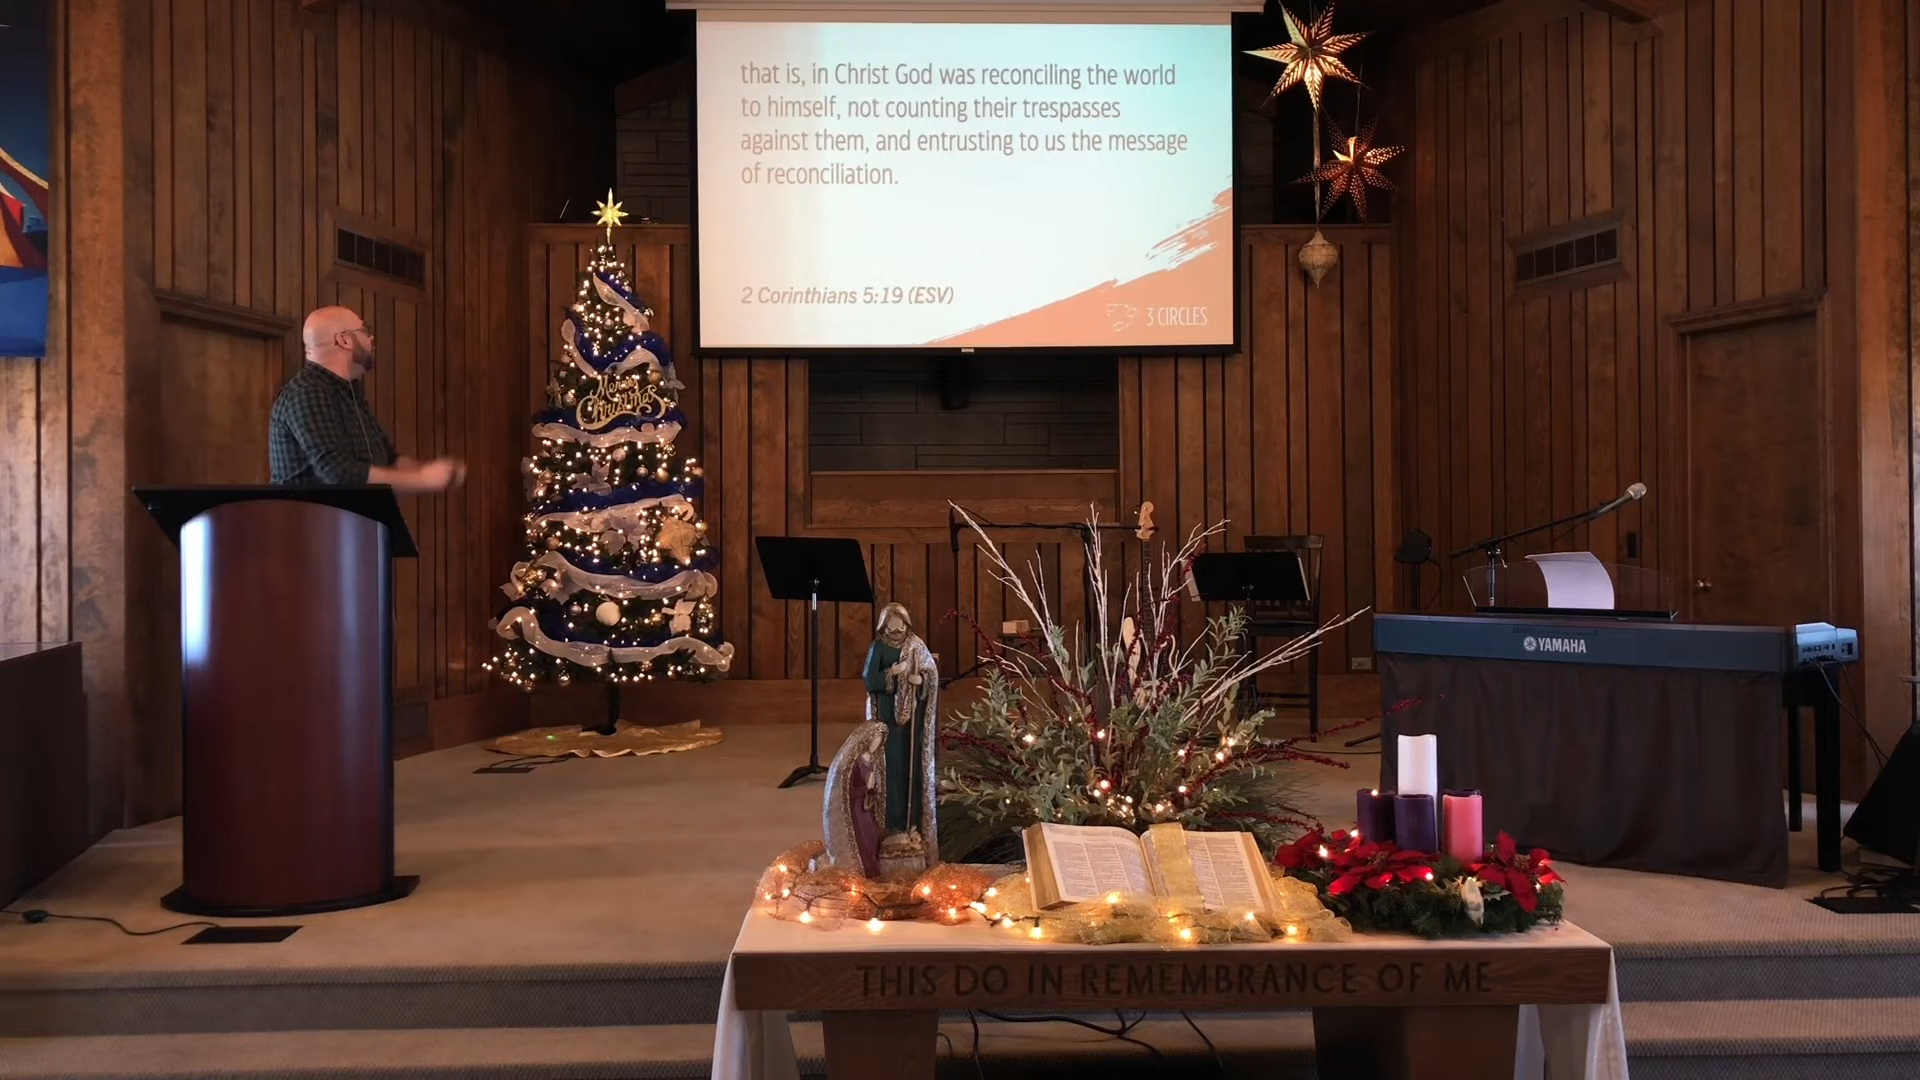 that is, in Christ God was reconciling the world
to himself, not counting their trespasses
against them, and entrusting to us the message
of reconciliation.
2 Corinthians 5:19 (ESV)
3 CIRCLES
Merry
Christmas
YAMAHA
THIS DO IN REMEMBRANCE OF ME